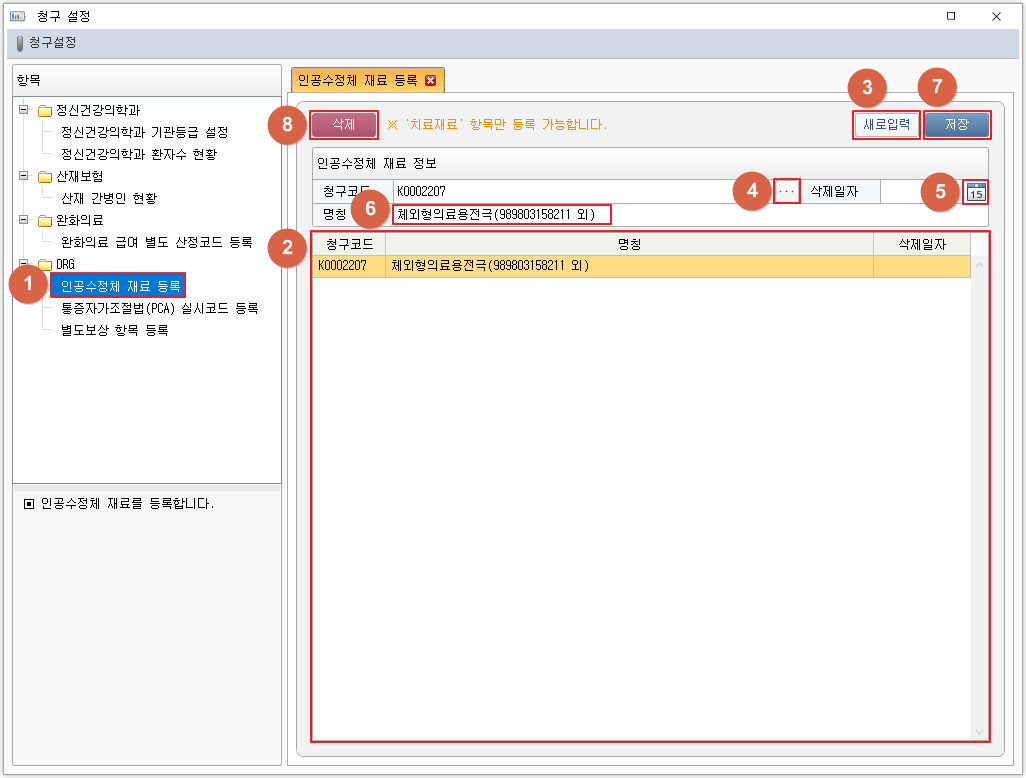 청구 설정
청구설정
항목
정신건강의학과
정신건강의학과 기관등급 설정
정신건강의학과 환자수 현황
산재보험
산재 간병인 현황
완화의료
완화의료 급여 별도 산정코드 등록
DRG
1
인공수정체 재료 등록
통증자가조절법(PCA) 실시코드 등록
별도보상 항목 등록
인공수정체 재료를 등록합니다.
인공수정체 재료 등록
3
7
8
삭제
※ '치료재료' 항목만 등록 가능합니다.
새로입력
저장
인공수정체 재료 정보
청구코드
K0002207
4
···
삭제일자
5
15
명칭
6
체외형의료용전극(989803158211 외)
2
청구코드
명칭
삭제일자
K0002207
체외형의료용전극(989803158211 외)